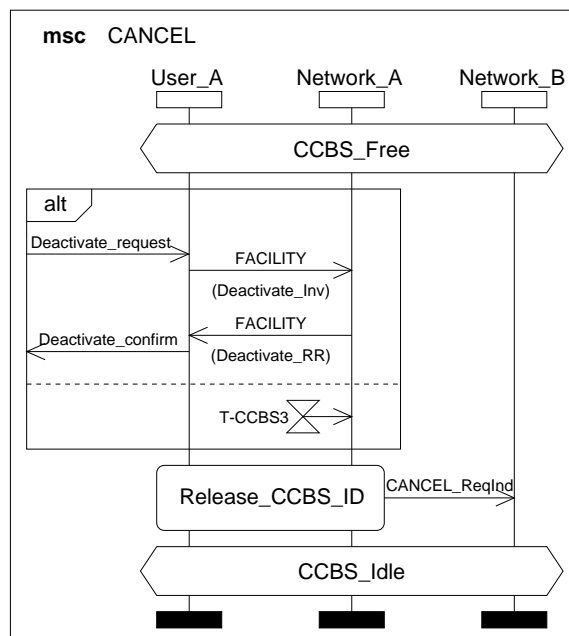 msc CANCEL
User_A Network_A Network_B
CCBS_Free
alt
Deactivate_request
FACILITY
(Deactivate_Inv)
FACILITY
Deactivate_confirm
(Deactivate_RR)
T-CCBS3
Release_CCBS_ID CANCEL_ReqInd
CCBS_Idle